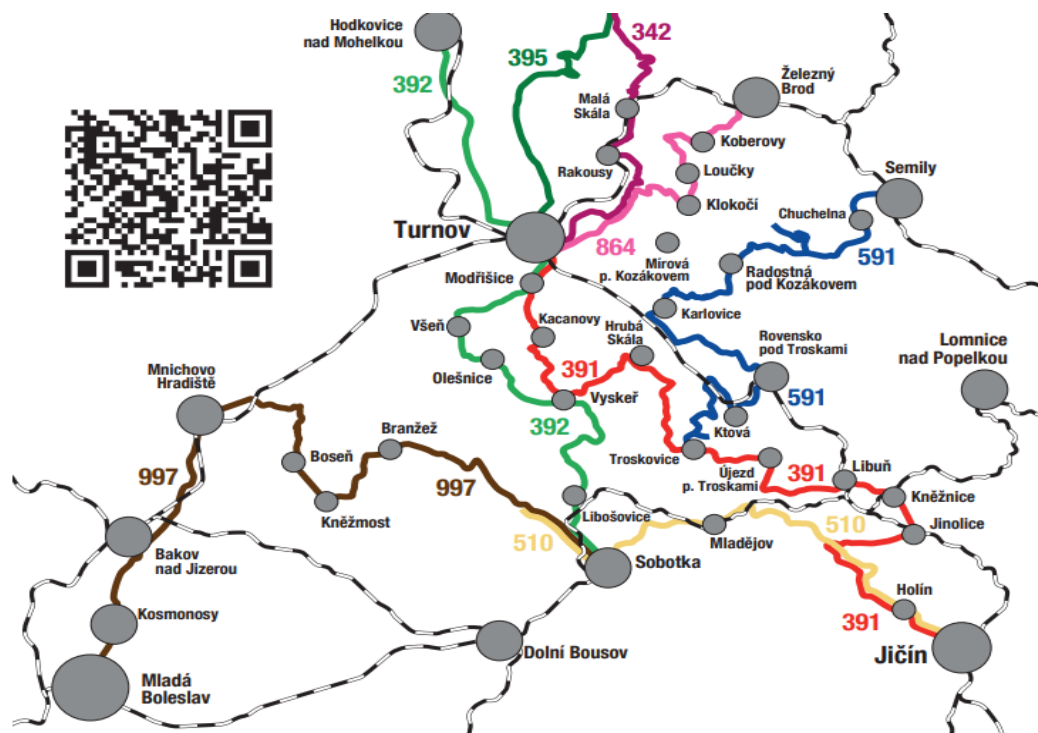 Hodkovice
nad Mohelkou
392
395
342
Malá
Skála
Železný
Brod
Koberovy
Rakousy
Loučky
Semily
Klokočí
Chuchelna
Turnov
864
591
Mírová
p. Kozákovem
Radostná
pod Kozákovem
Modřišice
Karlovice
Všeň
Kacanovy
Hrubá
Skála
Rovensko
pod Troskami
Lomnice
nad Popelkou
Olešnice
391
Mnichovo
Hradiště
Vyskeř
591
392
Ktová
Branžež
Troskovice
Boseň
997
997
Újezd
p. Troskami
391
Libuň
Kněžmost
Kněžnice
Libošovice
510
510
Mladějov
Jinolice
Bakov
nad Jizerou
Sobotka
Kosmonosy
Holín
391
Dolní Bousov
Jičín
Mladá
Boleslav